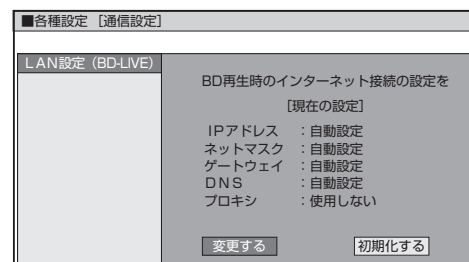 ■各種設定 [通信設定]
LAN設定 (BD-LIVE)
BD再生時のインターネット接続の設定を
[現在の設定]
IPアドレス :自動設定
ネットマスク :自動設定
ゲートウェイ :自動設定
DNS :自動設定
プロキシ :使用しない
変更する 初期化する